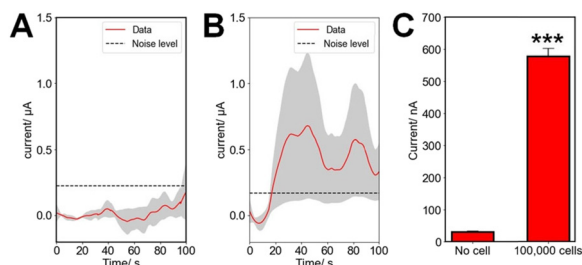 A
1.5
1.0
0.5
0.0
current/ μA
Data
Noise level
0 20 40 60 80 100
Time/ s
B
1.5
1.0
0.5
0.0
current/ μA
Data
Noise level
0 20 40 60 80 100
Time/ s
C
700
600
500
400
300
200
100
0
Current/ nA
***
No cell 100,000 cells